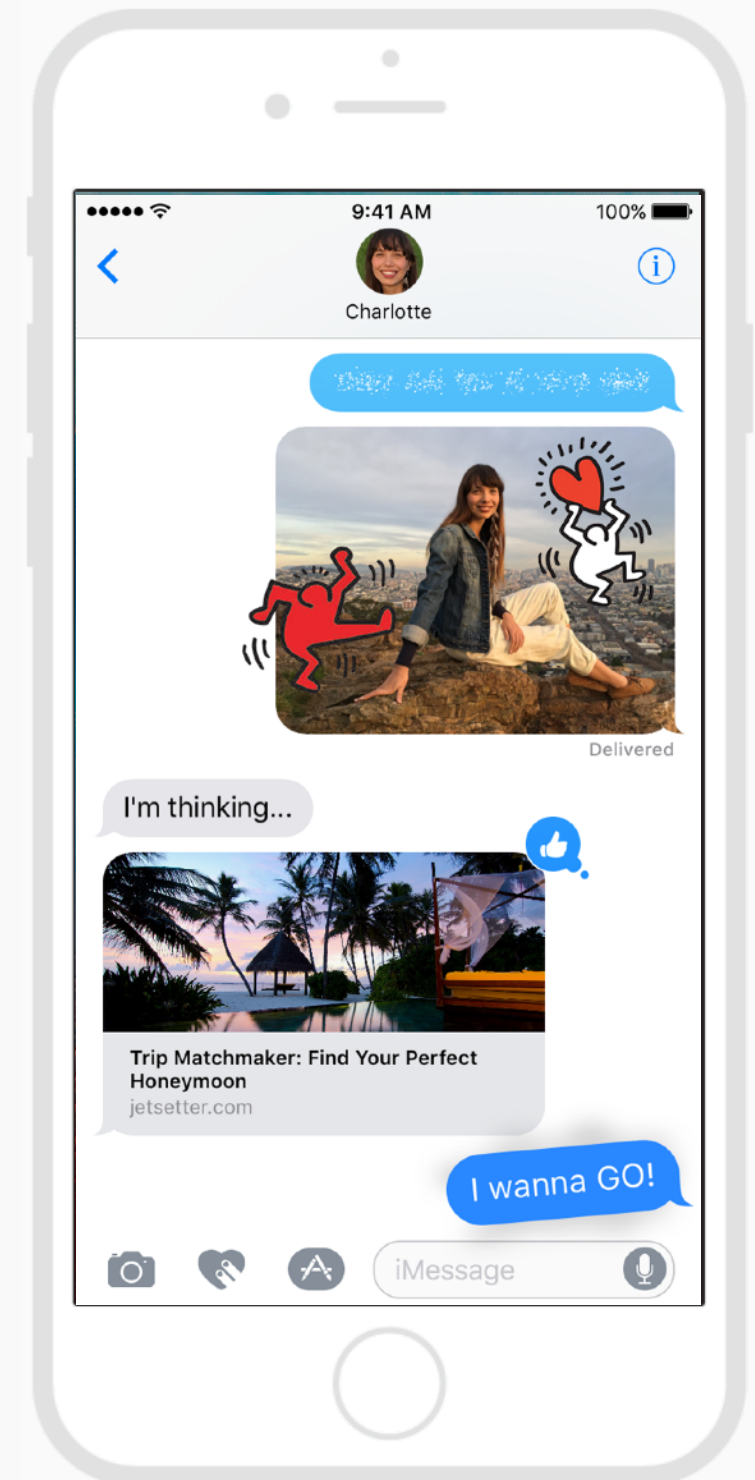 9:41 AM
100%
Charlotte
Delivered
I'm thinking...
Trip Matchmaker: Find Your Perfect
Honeymoon
jetsetter.com
I wanna GO!
iMessage